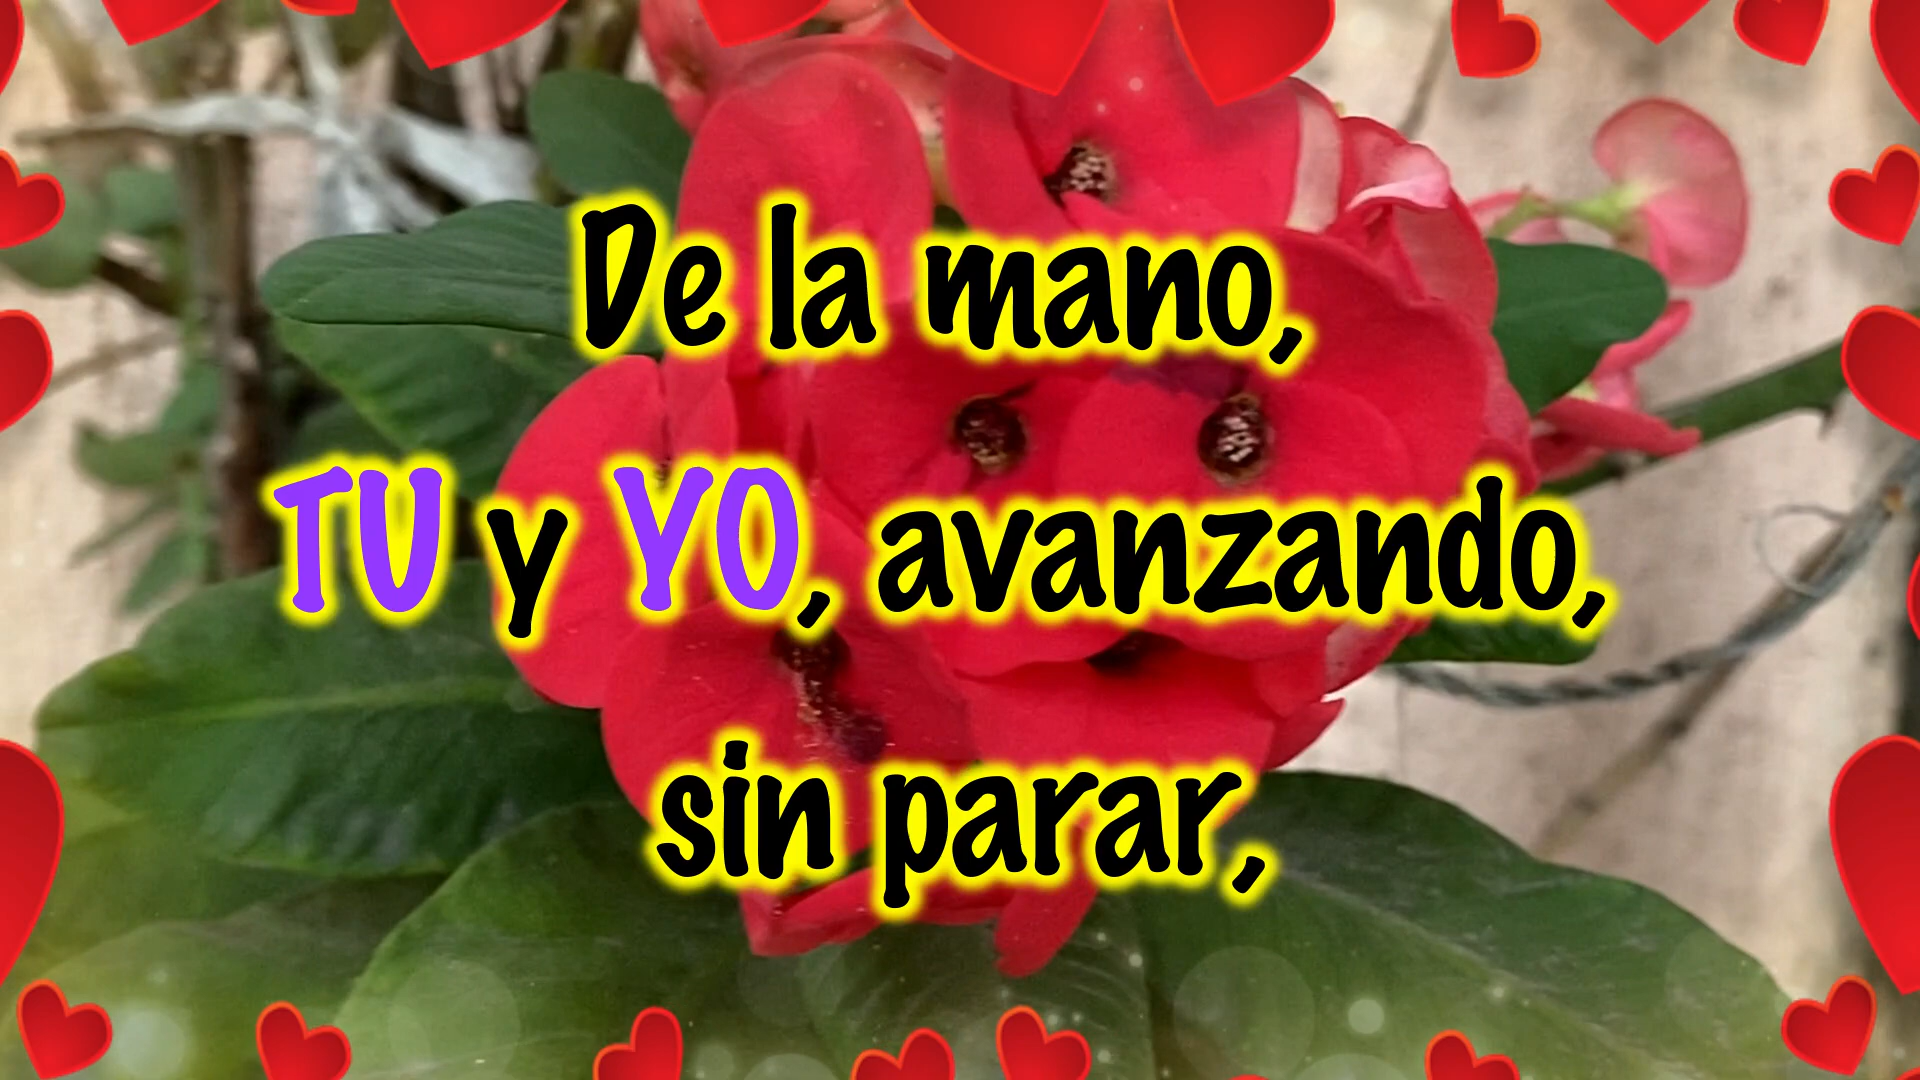 De la mano,
TU y YO, avanzando,
sin parar,